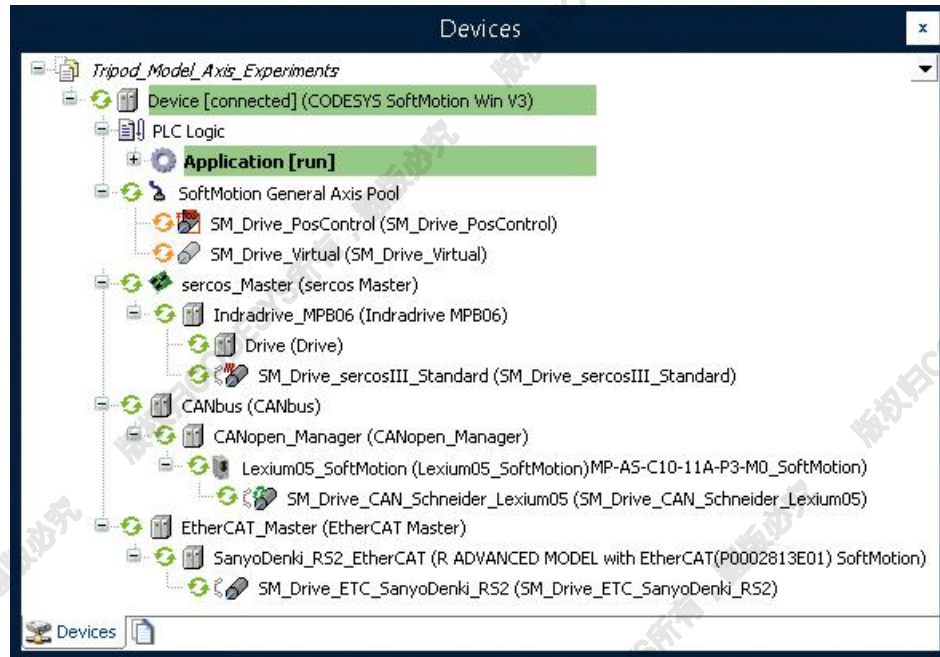 Devices
Tripod_Model_Axis_Experiments
Device [connected] (CODESYS SoftMotion Win V3)
PLC Logic
Application [run]
SoftMotion General Axis Pool
SM_Drive_PosControl (SM_Drive_PosControl)
SM_Drive_Virtual (SM_Drive_Virtual)
sercos_Master (sercos Master)
Indradrive_MPB06 (Indradrive MPB06)
Drive (Drive)
SM_Drive_sercosIII_Standard (SM_Drive_sercosIII_Standard)
CANbus (CANbus)
CANopen_Manager (CANopen_Manager)
Lexium05_SoftMotion (Lexium05_SoftMotion)MP-AS-C10-11A-P3-M0_SoftMotion)
SM_Drive_CAN_Schneider_Lexium05 (SM_Drive_CAN_Schneider_Lexium05)
EtherCAT_Master (EtherCAT Master)
SanyoDenki_RS2_EtherCAT (R ADVANCED MODEL with EtherCAT(P0002813E01) SoftMotion)
SM_Drive_ETC_SanyoDenki_RS2 (SM_Drive_ETC_SanyoDenki_RS2)
Devices